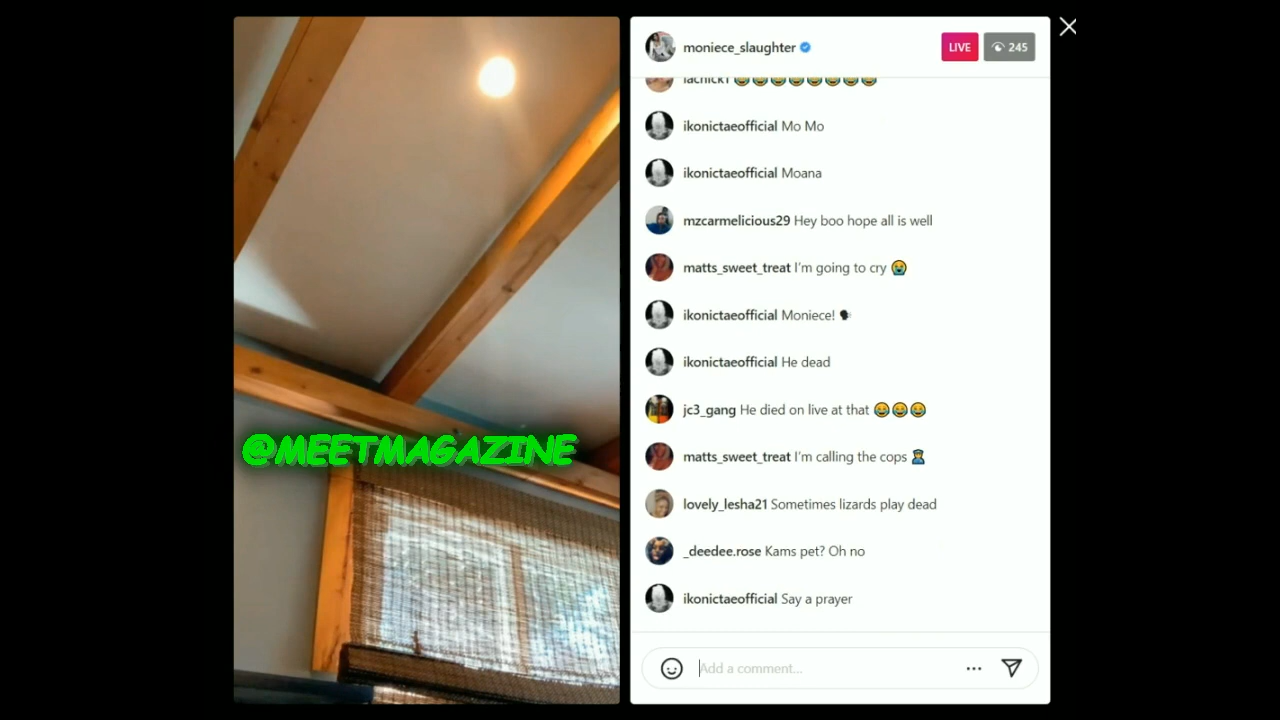 @MEETMAGAZINE
moniece_slaughter
LIVE
245
lachick1 😂😂😂😂😂😂😂😂
ikonictaeofficial Mo Mo
ikonictaeofficial Moana
mzcarmelicious29 Hey boo hope all is well
matts_sweet_treat I'm going to cry 😭
ikonictaeofficial Moniece! 🗣
ikonictaeofficial He dead
jc3_gang He died on live at that 😂😂😂
matts_sweet_treat I'm calling the cops 👮
lovely_lesha21 Sometimes lizards play dead
_deedee.rose Kams pet? Oh no
ikonictaeofficial Say a prayer
Add a comment...